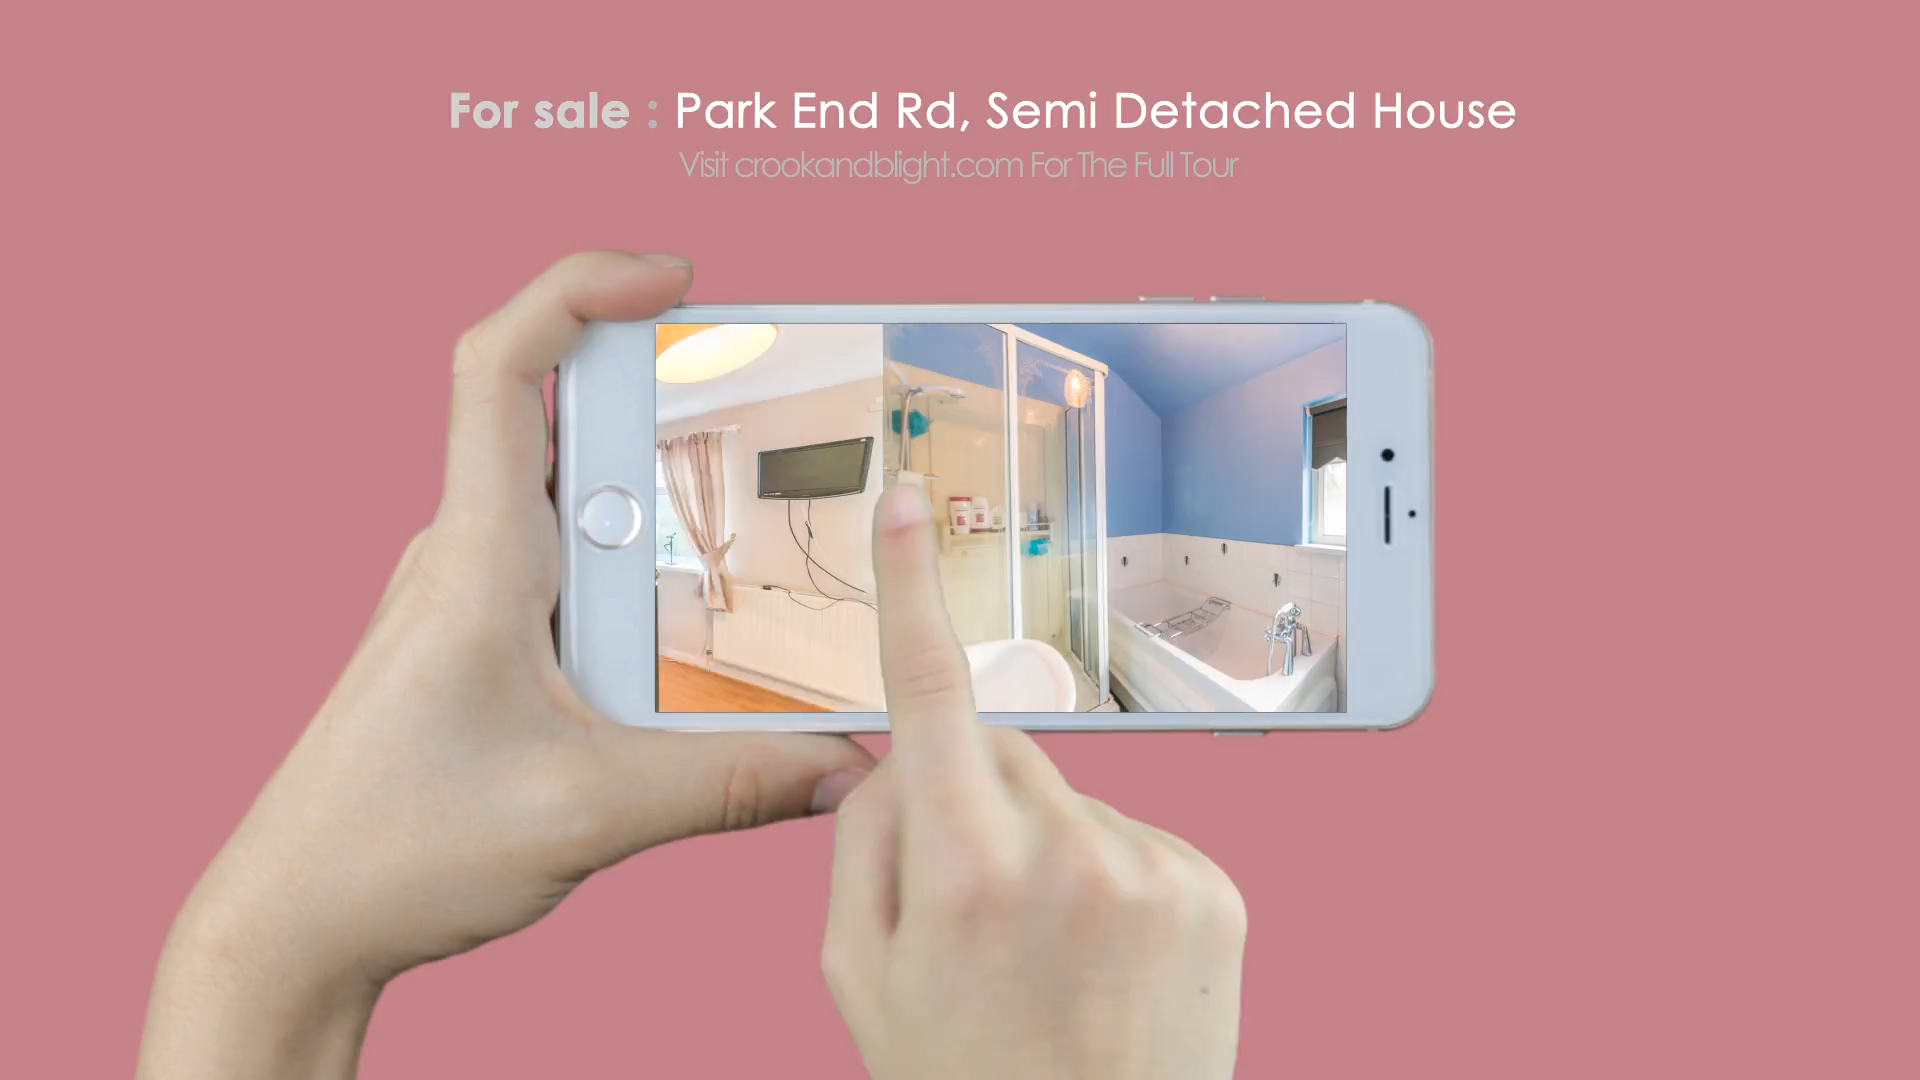 For sale : Park End Rd, Semi Detached House
Visit crookandblight.com For The Full Tour